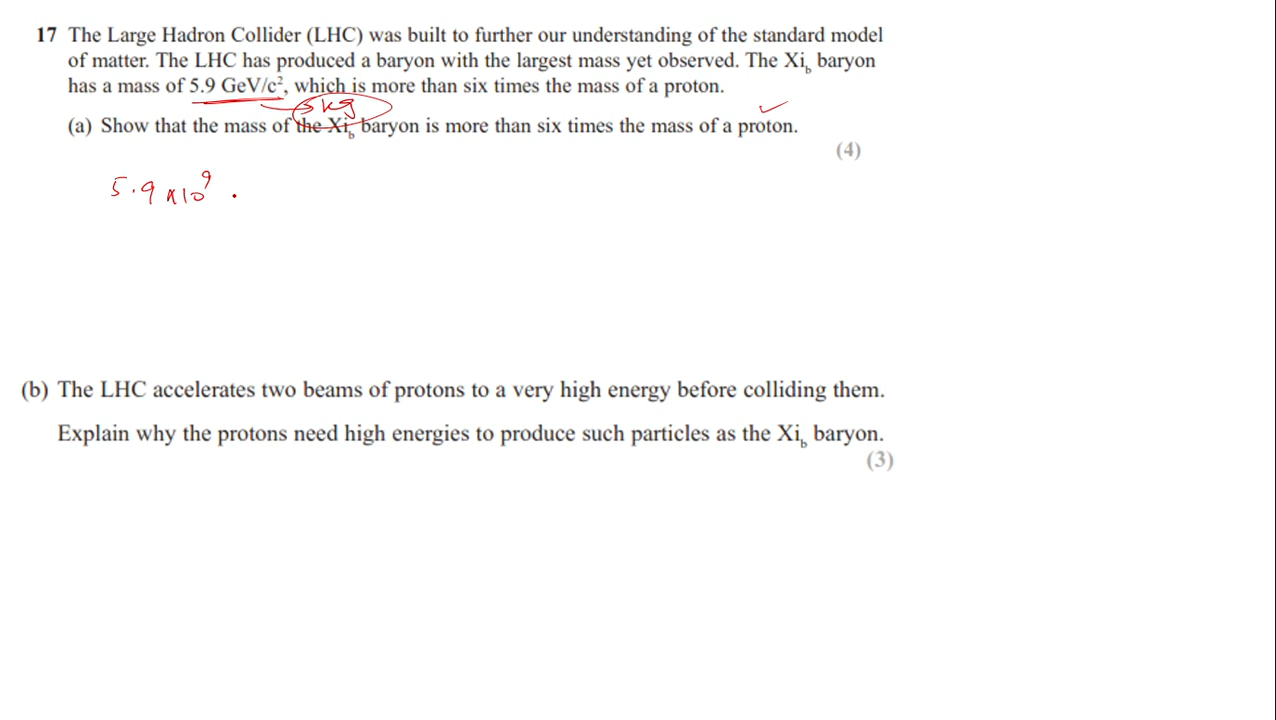 17 The Large Hadron Collider (LHC) was built to further our understanding of the standard model
of matter. The LHC has produced a baryon with the largest mass yet observed. The Xi_b baryon
has a mass of 5.9 GeV/c², which is more than six times the mass of a proton.
→ kg
(a) Show that the mass of the Xi_b baryon is more than six times the mass of a proton.
(4)
5.9 × 10⁹ .
(b) The LHC accelerates two beams of protons to a very high energy before colliding them.
Explain why the protons need high energies to produce such particles as the Xi_b baryon.
(3)